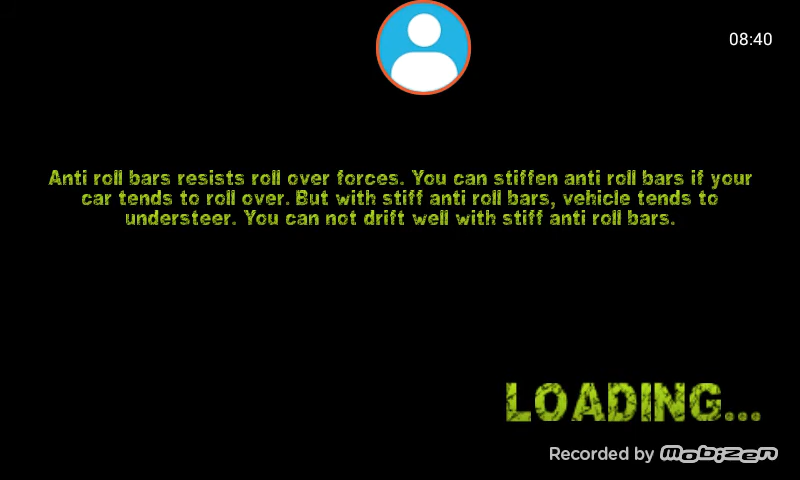 08:40
Anti roll bars resists roll over forces. You can stiffen anti roll bars if your
car tends to roll over. But with stiff anti roll bars, vehicle tends to
understeer. You can not drift well with stiff anti roll bars.
LOADING...
Recorded by Mobizen